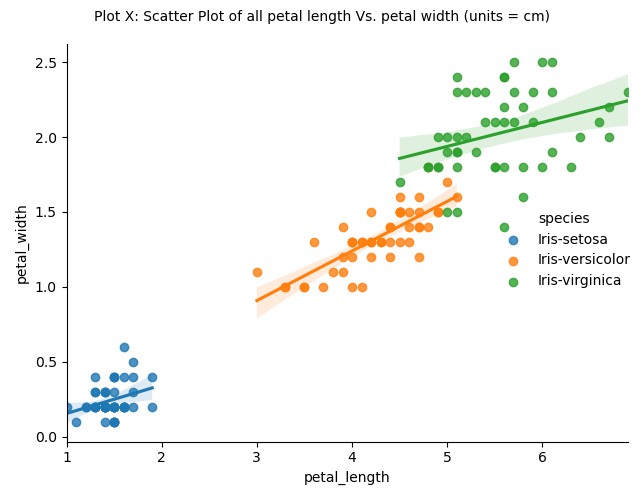 Plot X: Scatter Plot of all petal length Vs. petal width (units = cm)
2.5
2.0
1.5
1.0
0.5
0.0
petal_width
species
Iris-setosa
Iris-versicolor
Iris-virginica
1 2 3 4 5 6
petal_length